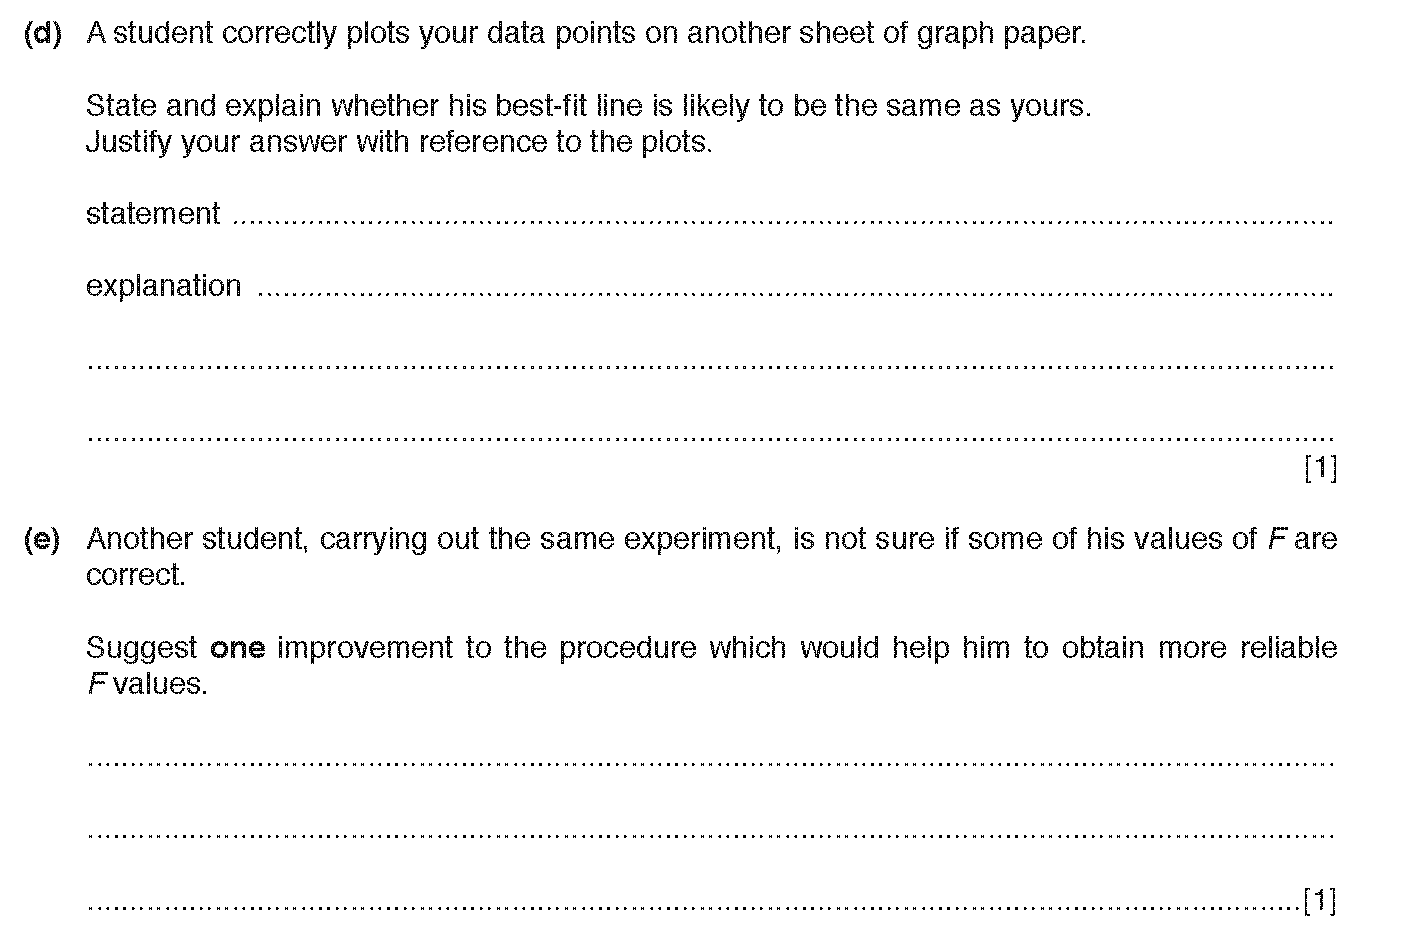 (d) A student correctly plots your data points on another sheet of graph paper.
State and explain whether his best-fit line is likely to be the same as yours.
Justify your answer with reference to the plots.
statement ..............................................................................................................................
explanation ..............................................................................................................................
..............................................................................................................................
..............................................................................................................................
[1]
(e) Another student, carrying out the same experiment, is not sure if some of his values of F are
correct.
Suggest one improvement to the procedure which would help him to obtain more reliable
F values.
..............................................................................................................................
..............................................................................................................................
..............................................................................................................................[1]